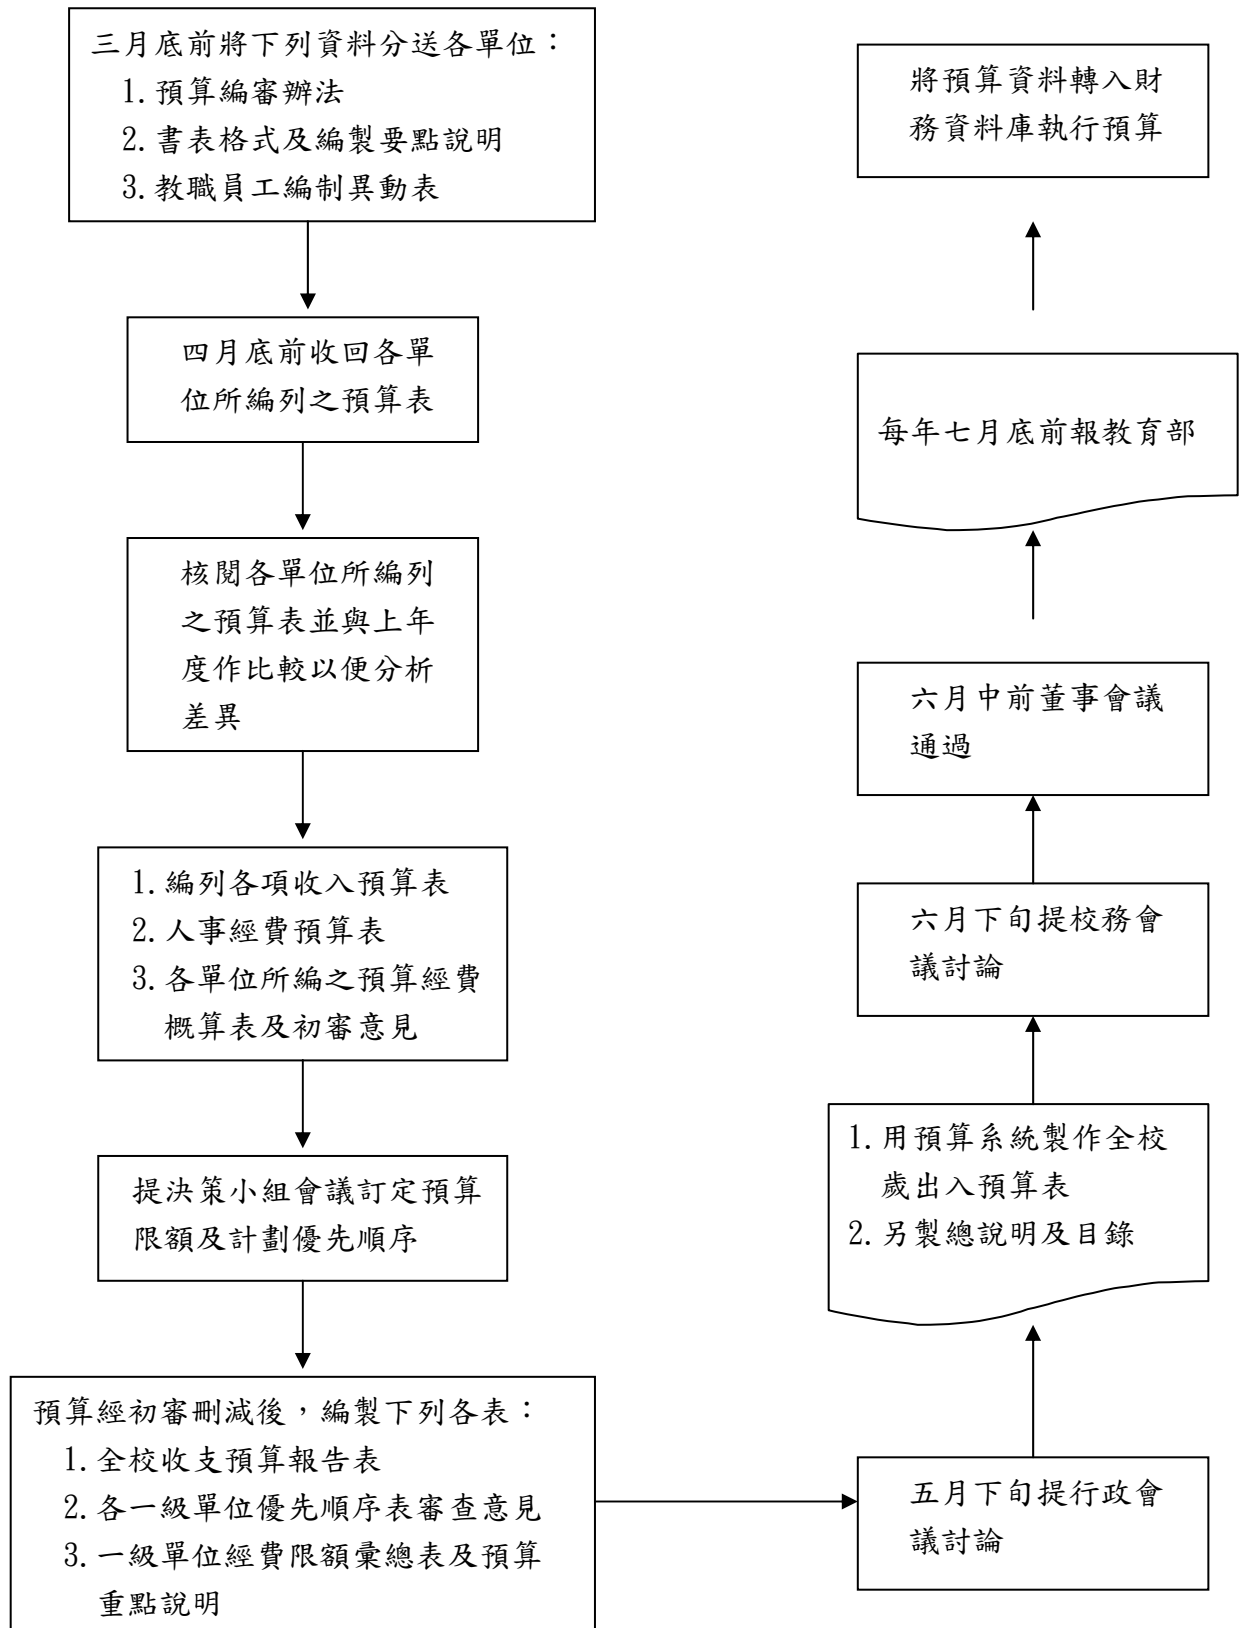 三月底前將下列資料分送各單位：
1.預算編審辦法
2.書表格式及編製要點說明
3.教職員工編制異動表
四月底前收回各單
位所編列之預算表
核閱各單位所編列
之預算表並與上年
度作比較以便分析
差異
1.編列各項收入預算表
2.人事經費預算表
3.各單位所編之預算經費
概算表及初審意見
提決策小組會議訂定預算
限額及計劃優先順序
預算經初審刪減後，編製下列各表：
1.全校收支預算報告表
2.各一級單位優先順序表審查意見
3.一級單位經費限額彙總表及預算
重點說明
五月下旬提行政會
議討論
1.用預算系統製作全校
歲出入預算表
2.另製總說明及目錄
六月下旬提校務會
議討論
六月中前董事會議
通過
每年七月底前報教育部
將預算資料轉入財
務資料庫執行預算